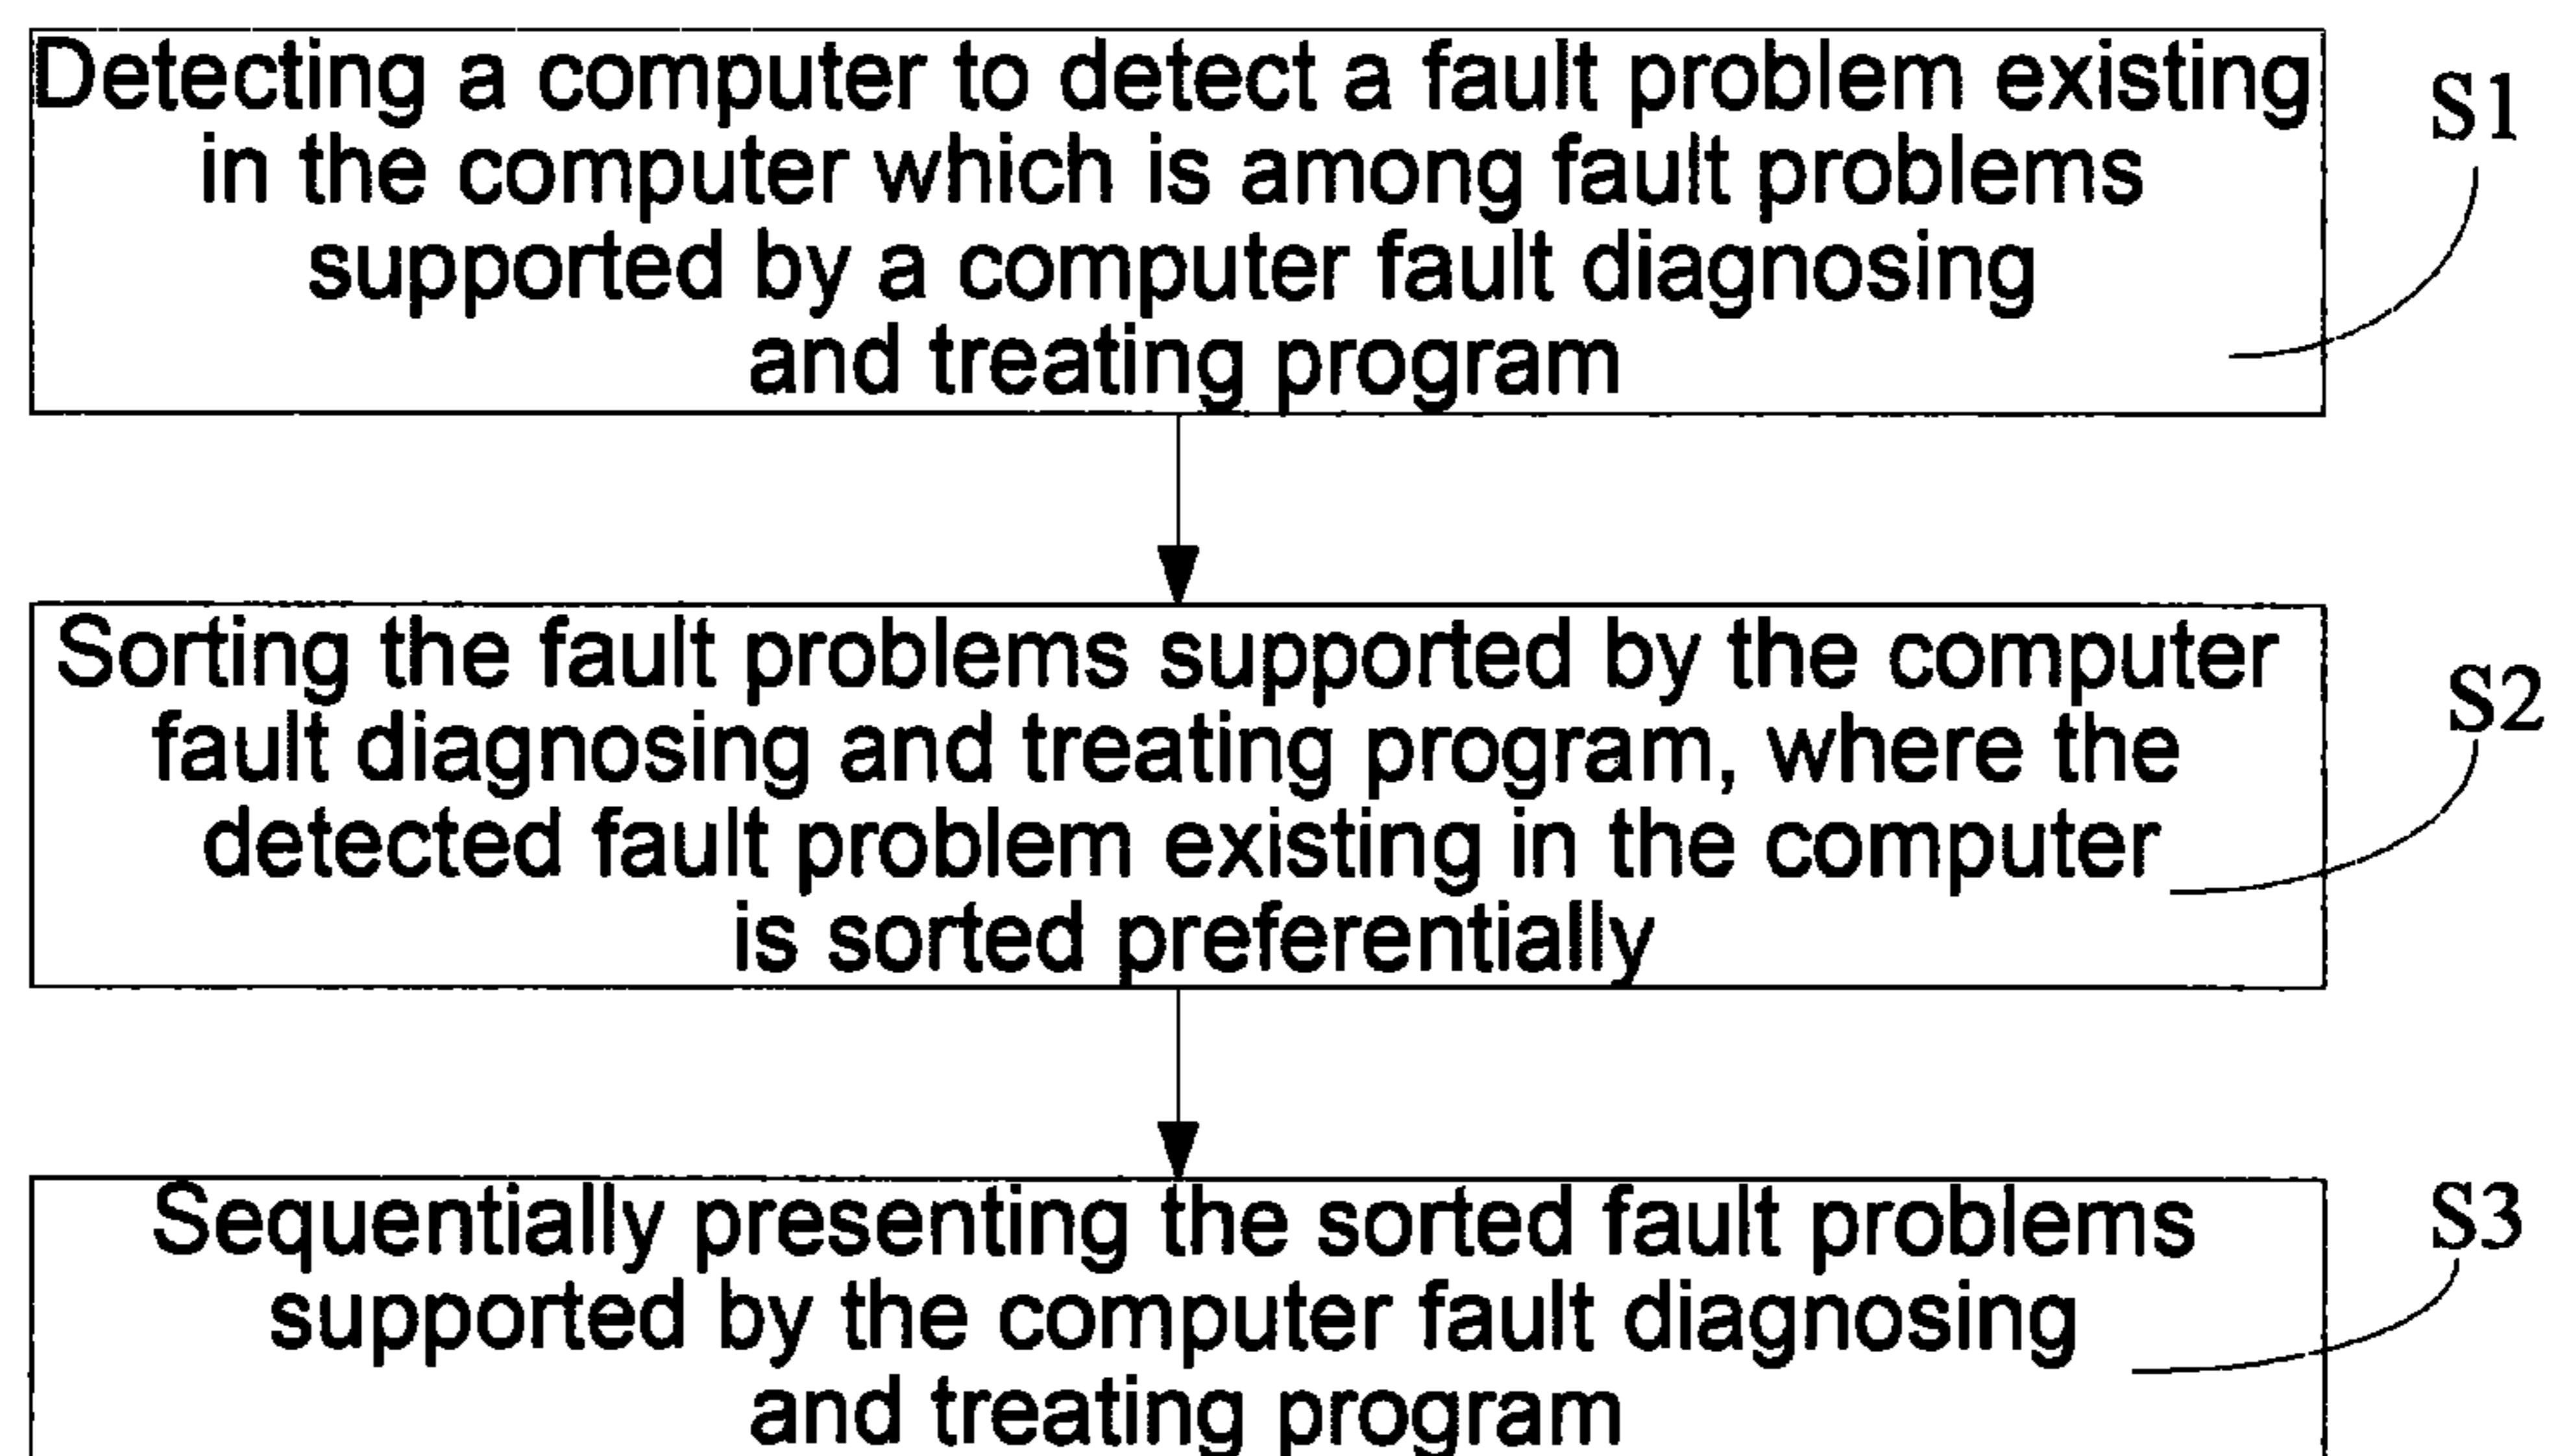 Detecting a computer to detect a fault problem existing
in the computer which is among fault problems
supported by a computer fault diagnosing
and treating program
S1
Sorting the fault problems supported by the computer
fault diagnosing and treating program, where the
detected fault problem existing in the computer
is sorted preferentially
S2
Sequentially presenting the sorted fault problems
supported by the computer fault diagnosing
and treating program
S3